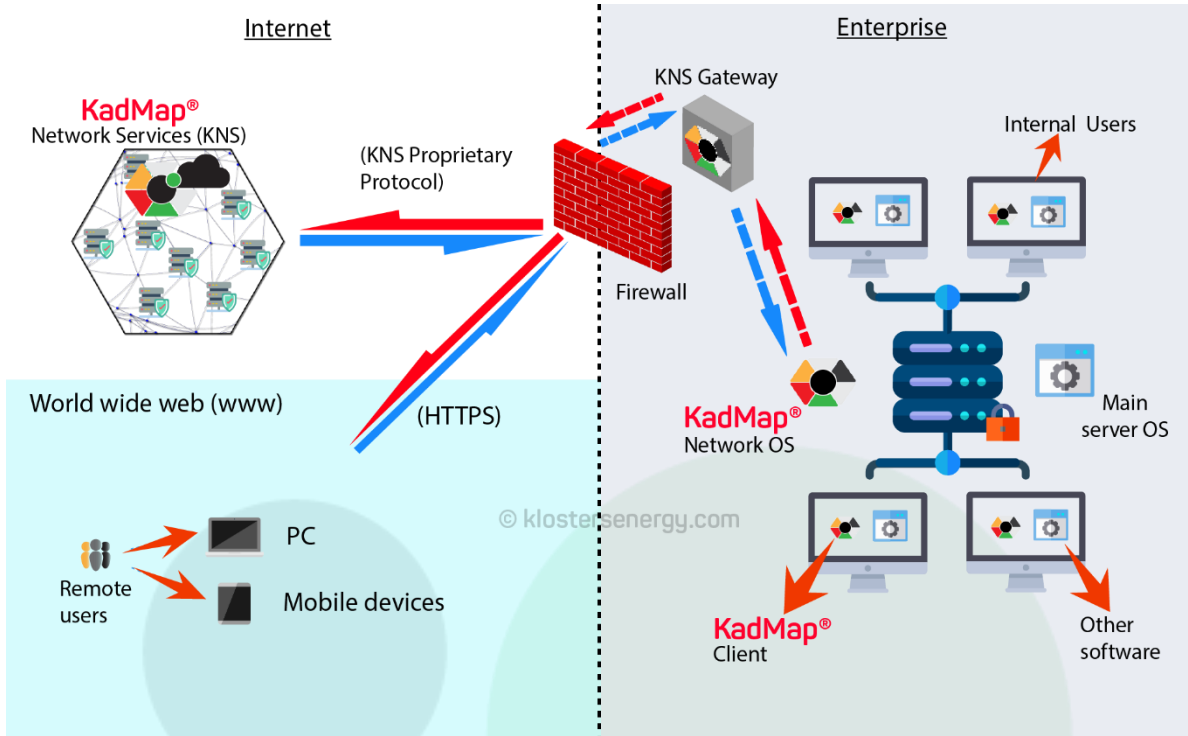 Internet
Enterprise
KadMap®
Network Services (KNS)
(KNS Proprietary
Protocol)
KNS Gateway
Internal Users
Firewall
World wide web (www)
(HTTPS)
KadMap®
Network OS
Main
server OS
© klostersenergy.com
PC
Remote
users
Mobile devices
KadMap®
Client
Other
software